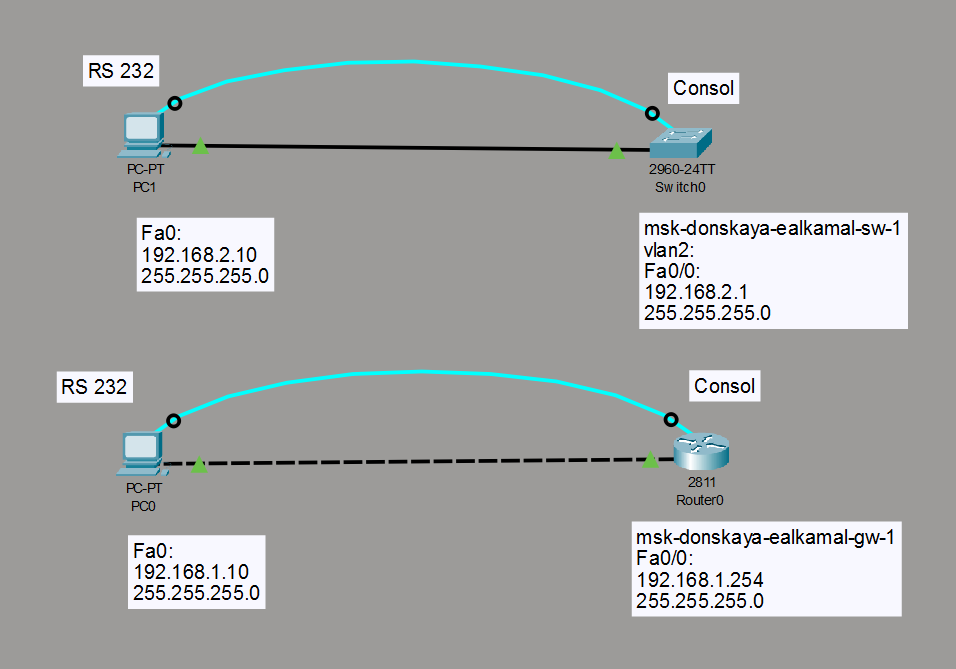 RS 232
Consol
PC-PT
PC1
2960-24TT
Switch0
Fa0:
192.168.2.10
255.255.255.0
msk-donskaya-ealkamal-sw-1
vlan2:
Fa0/0:
192.168.2.1
255.255.255.0
RS 232
Consol
PC-PT
PC0
2811
Router0
Fa0:
192.168.1.10
255.255.255.0
msk-donskaya-ealkamal-gw-1
Fa0/0:
192.168.1.254
255.255.255.0